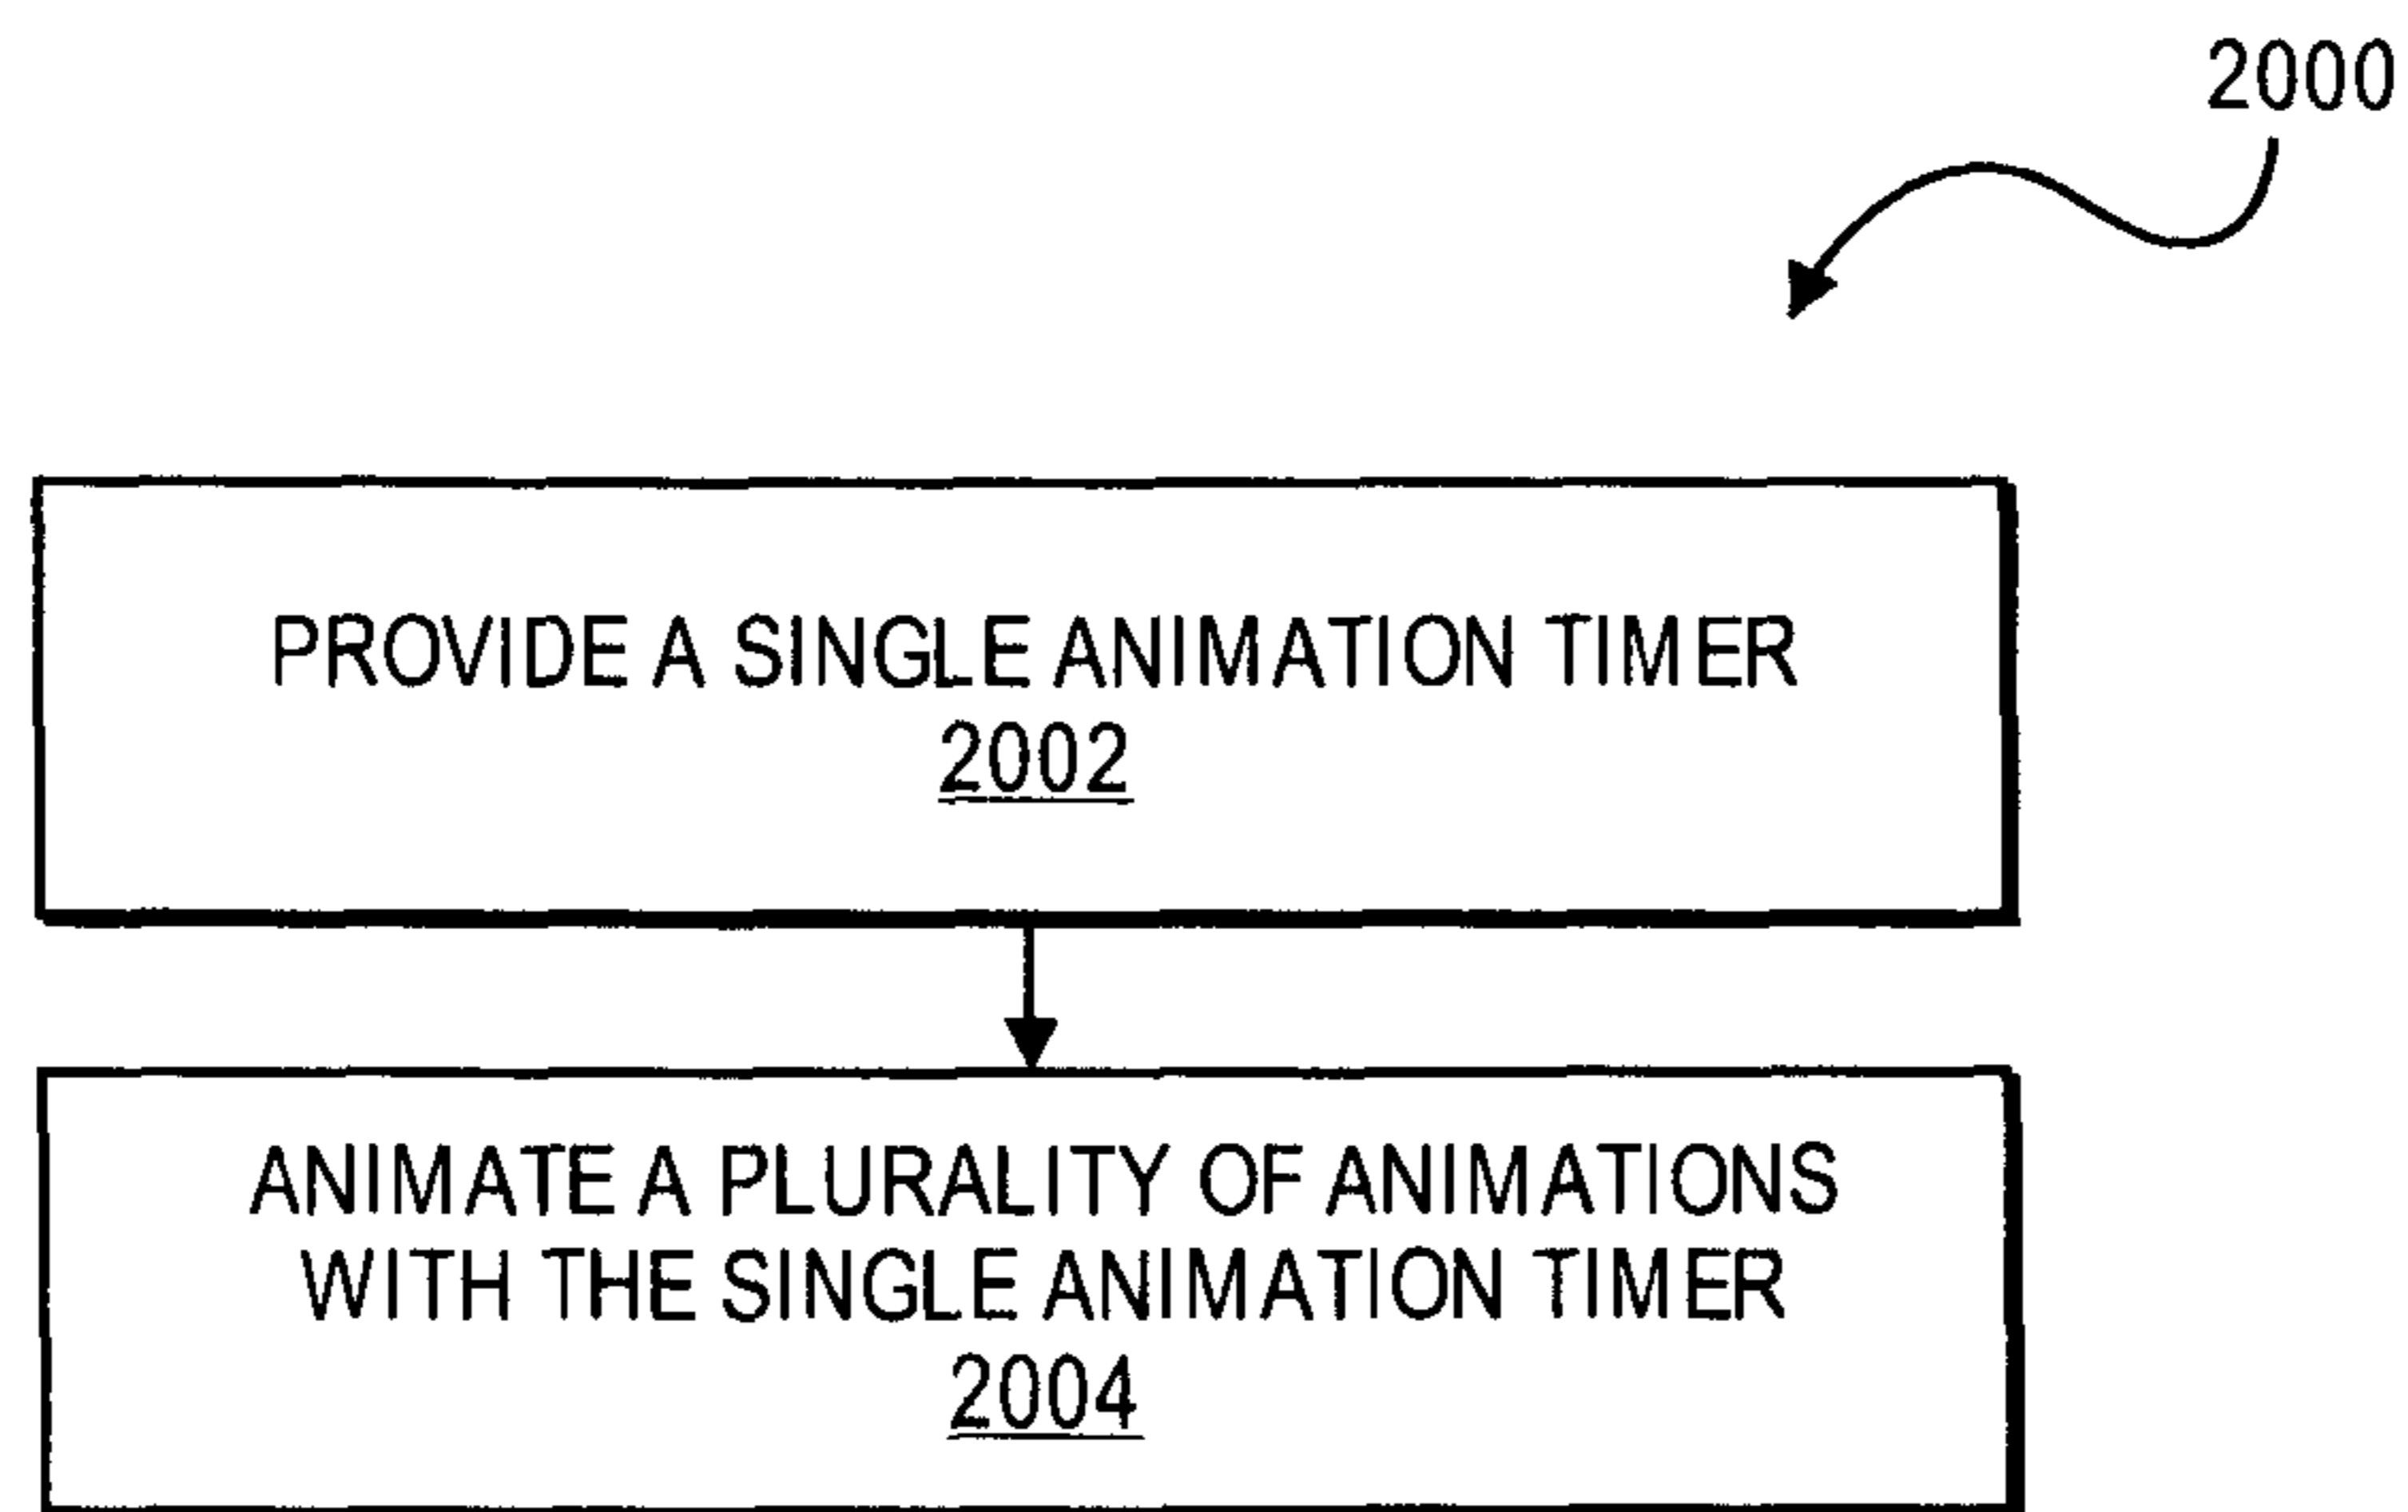 2000
PROVIDE A SINGLE ANIMATION TIMER
2002
ANIMATE A PLURALITY OF ANIMATIONS
WITH THE SINGLE ANIMATION TIMER
2004